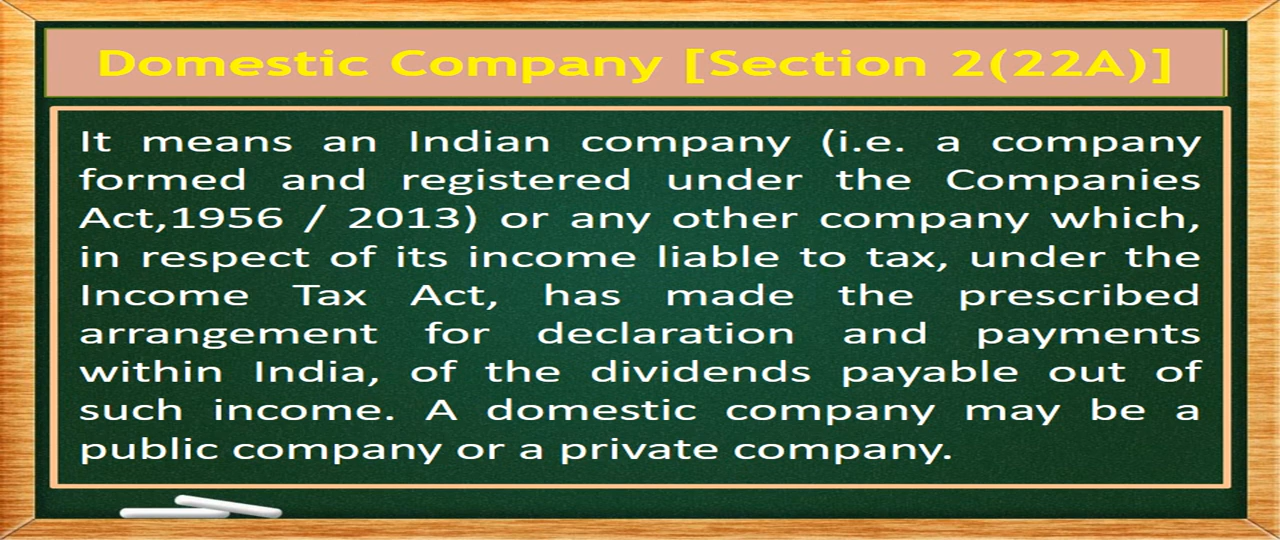 Domestic Company [Section 2(22A)]
It means an Indian company (i.e. a company
formed and registered under the Companies
Act,1956 / 2013) or any other company which,
in respect of its income liable to tax, under the
Income Tax Act, has made the prescribed
arrangement for declaration and payments
within India, of the dividends payable out of
such income. A domestic company may be a
public company or a private company.